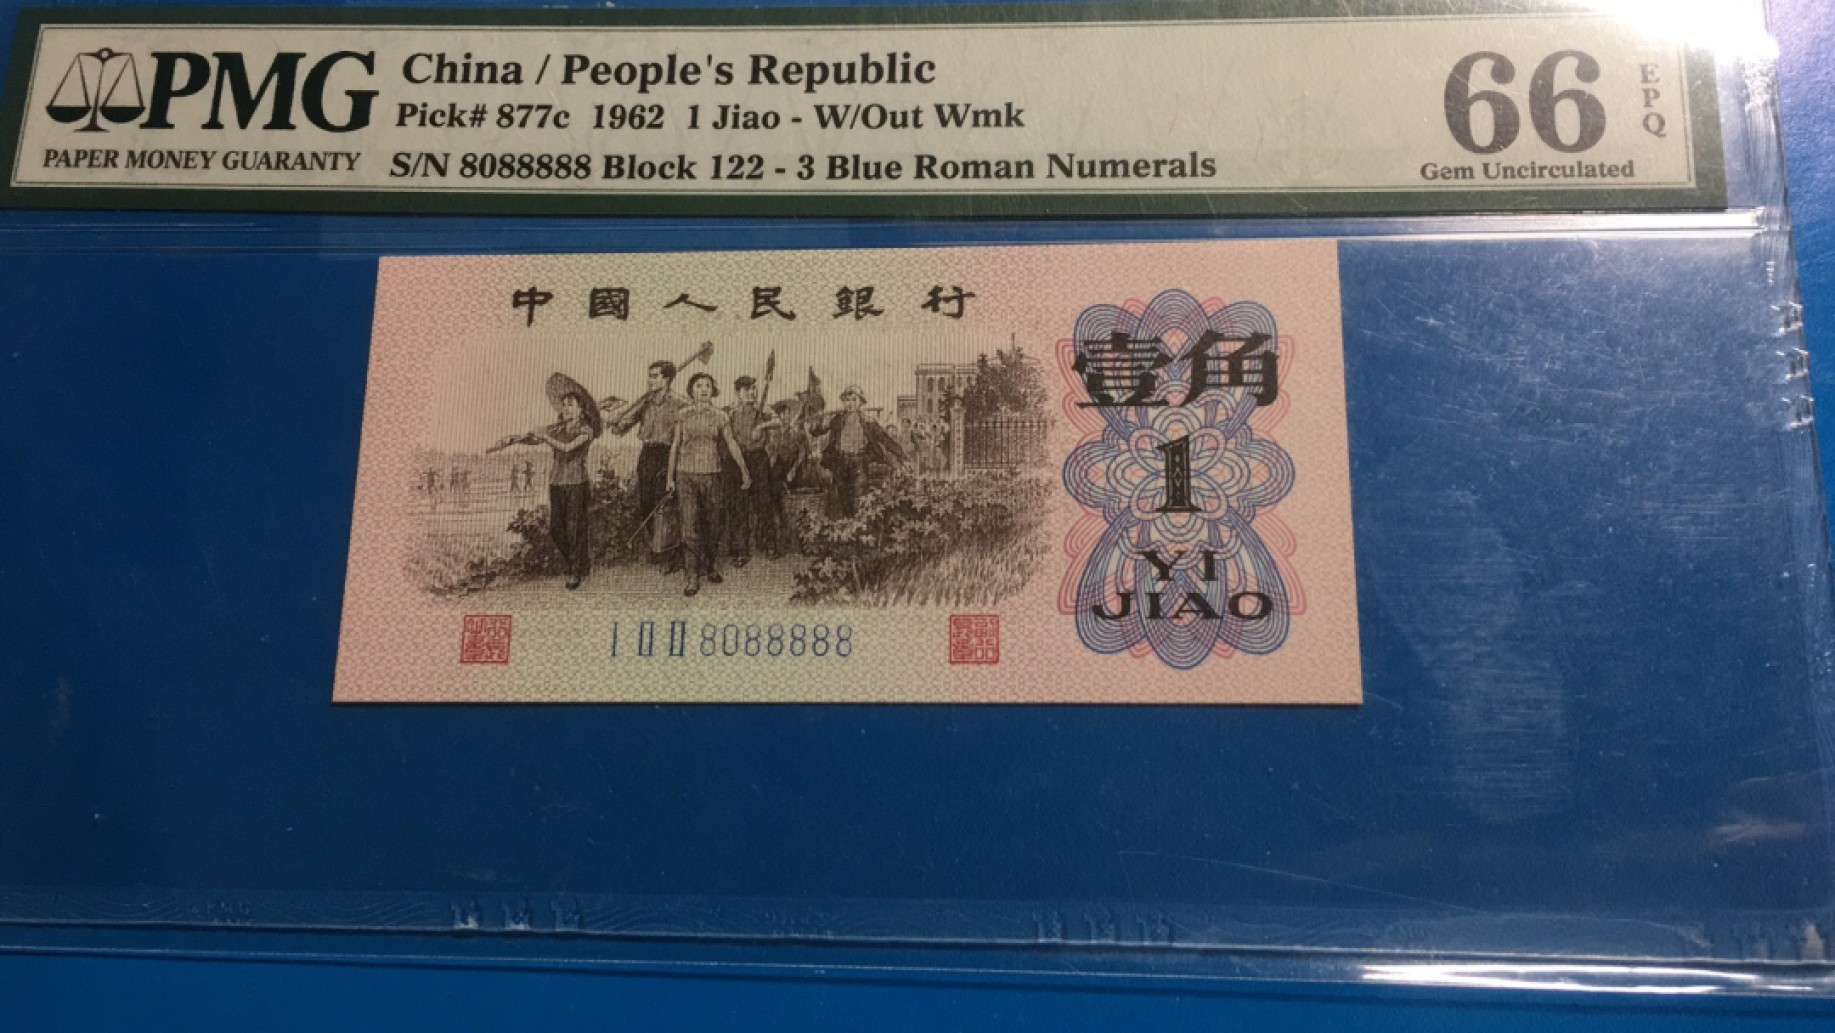 PMG
PAPER MONEY GUARANTY
China / People's Republic
Pick# 877c 1962 1 Jiao - W/Out Wmk
S/N 8088888 Block 122 - 3 Blue Roman Numerals
66
EPQ
Gem Uncirculated
中國人民銀行
壹角
1
YI
JIAO
I II II 8088888